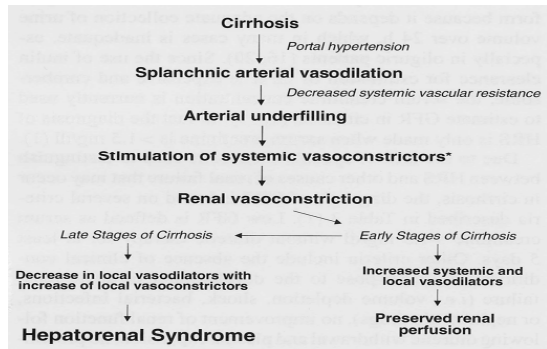 Cirrhosis
Portal hypertension
Splanchnic arterial vasodilation
Decreased systemic vascular resistance
Arterial underfilling
Stimulation of systemic vasoconstrictors*
Renal vasoconstriction
Late Stages of Cirrhosis
Early Stages of Cirrhosis
Decrease in local vasodilators with
increase of local vasoconstrictors
Increased systemic and
local vasodilators
Preserved renal
perfusion
Hepatorenal Syndrome